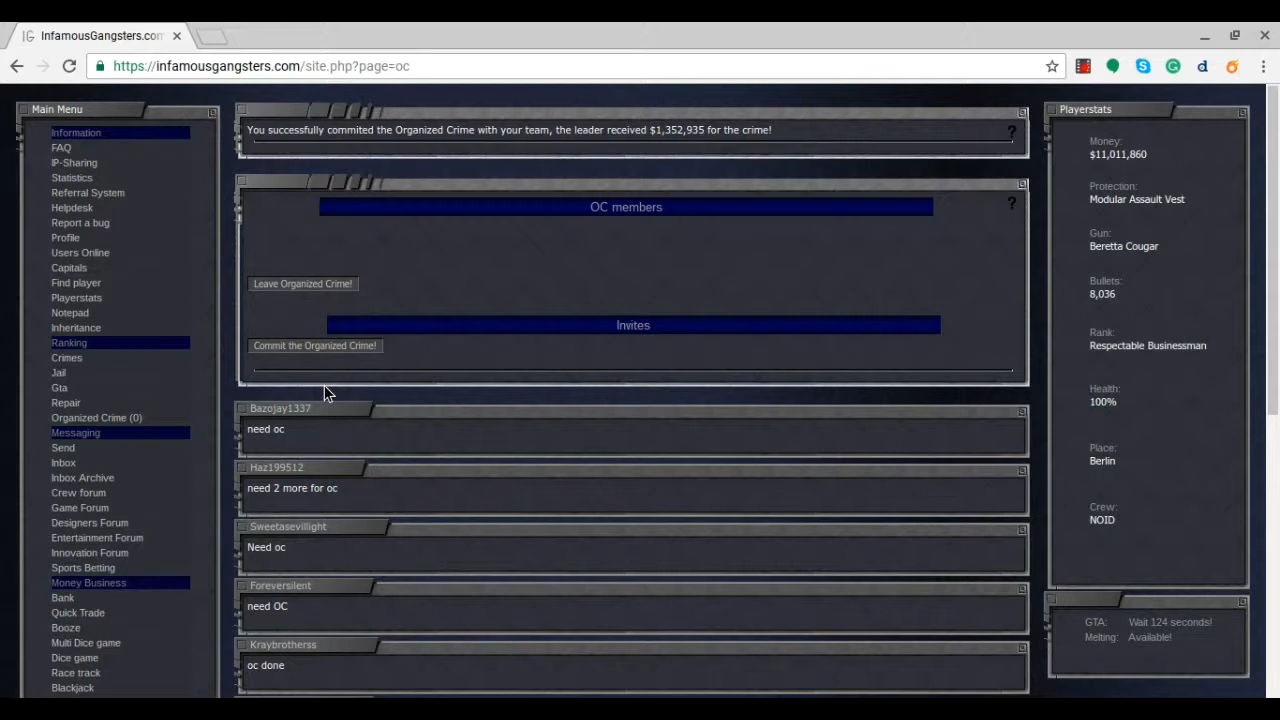 IG InfamousGangsters.com
https://infamousgangsters.com/site.php?page=oc
Main Menu
Information
FAQ
IP-Sharing
Statistics
Referral System
Helpdesk
Report a bug
Profile
Users Online
Capitals
Find player
Playerstats
Notepad
Inheritance
Ranking
Crimes
Jail
Gta
Repair
Organized Crime (0)
Messaging
Send
Inbox
Inbox Archive
Crew forum
Game Forum
Designers Forum
Entertainment Forum
Innovation Forum
Sports Betting
Money Business
Bank
Quick Trade
Booze
Multi Dice game
Dice game
Race track
Blackjack
You successfully commited the Organized Crime with your team, the leader received $1,352,935 for the crime!
?
OC members
?
Leave Organized Crime!
Invites
Commit the Organized Crime!
Bazojay1337
need oc
Haz199512
need 2 more for oc
Sweetasevillight
Need oc
Foreversilent
need OC
Kraybrotherss
oc done
Playerstats
Money:
$11,011,860
Protection:
Modular Assault Vest
Gun:
Beretta Cougar
Bullets:
8,036
Rank:
Respectable Businessman
Health:
100%
Place:
Berlin
Crew:
NOID
GTA: Wait 124 seconds!
Melting: Available!